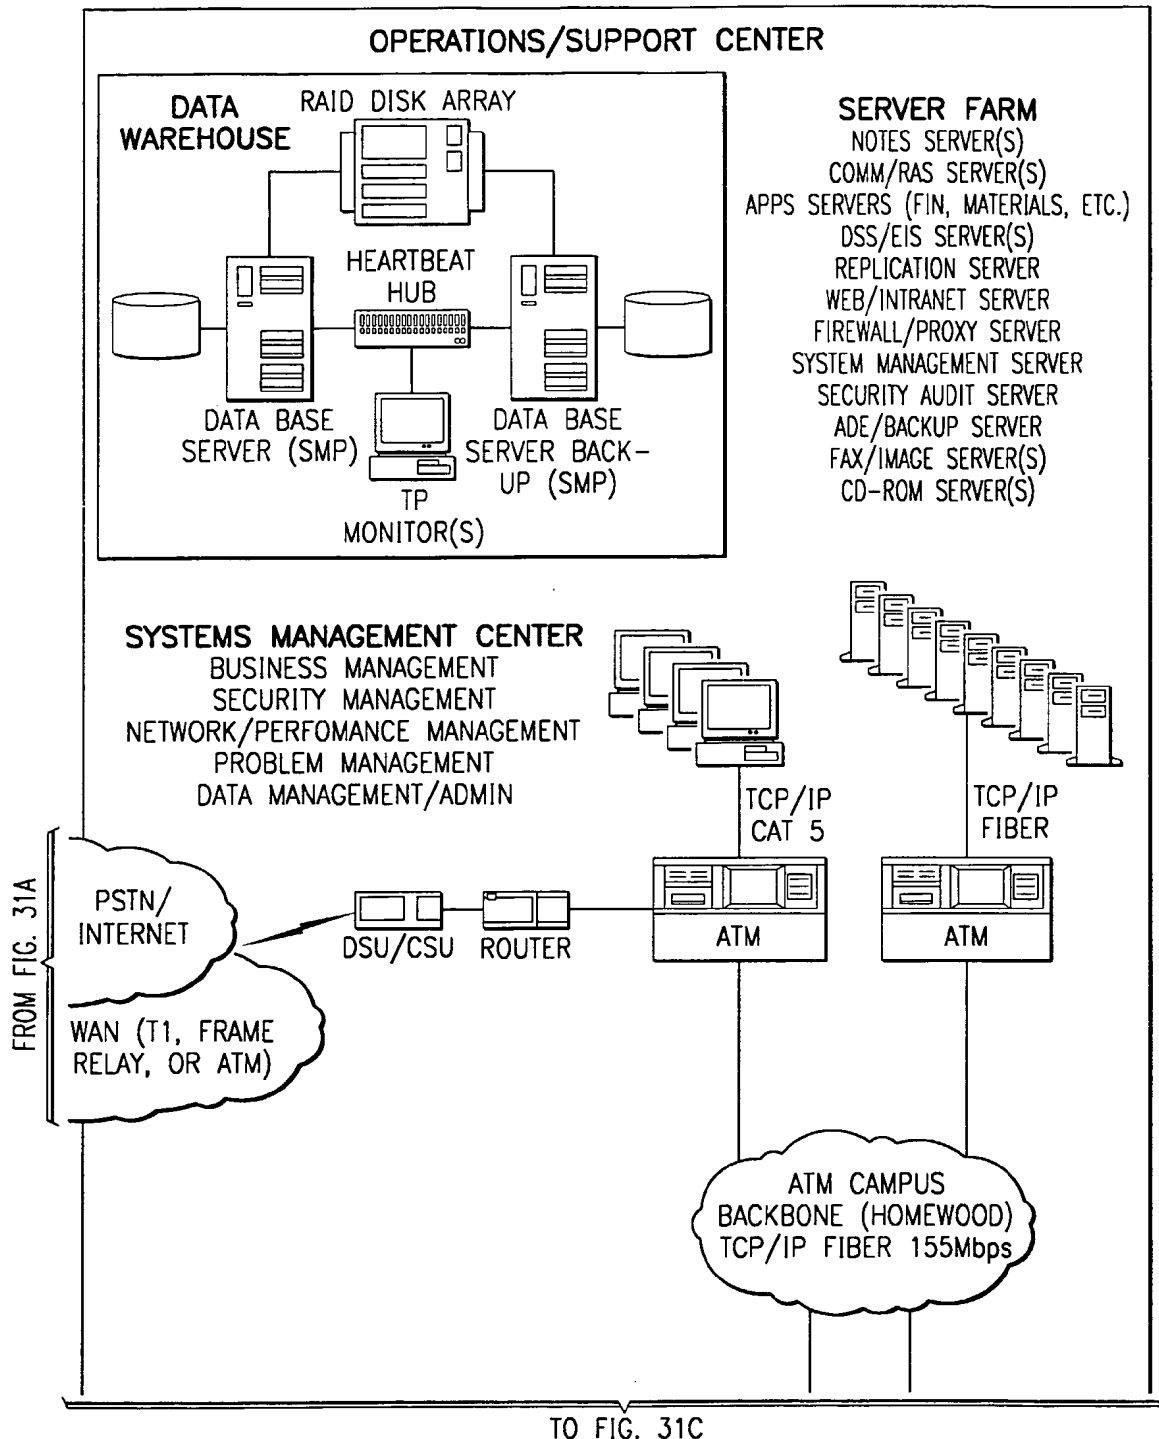 OPERATIONS/SUPPORT CENTER
DATA
WAREHOUSE
RAID DISK ARRAY
HEARTBEAT
HUB
DATA BASE
SERVER (SMP)
DATA BASE
SERVER BACK-
UP (SMP)
TP
MONITOR(S)
SERVER FARM
NOTES SERVER(S)
COMM/RAS SERVER(S)
APPS SERVERS (FIN, MATERIALS, ETC.)
DSS/EIS SERVER(S)
REPLICATION SERVER
WEB/INTRANET SERVER
FIREWALL/PROXY SERVER
SYSTEM MANAGEMENT SERVER
SECURITY AUDIT SERVER
ADE/BACKUP SERVER
FAX/IMAGE SERVER(S)
CD-ROM SERVER(S)
SYSTEMS MANAGEMENT CENTER
BUSINESS MANAGEMENT
SECURITY MANAGEMENT
NETWORK/PERFOMANCE MANAGEMENT
PROBLEM MANAGEMENT
DATA MANAGEMENT/ADMIN
TCP/IP
CAT 5
TCP/IP
FIBER
FROM FIG. 31A
PSTN/
INTERNET
DSU/CSU
ROUTER
ATM
ATM
WAN (T1, FRAME
RELAY, OR ATM)
ATM CAMPUS
BACKBONE (HOMEWOOD)
TCP/IP FIBER 155Mbps
TO FIG. 31C